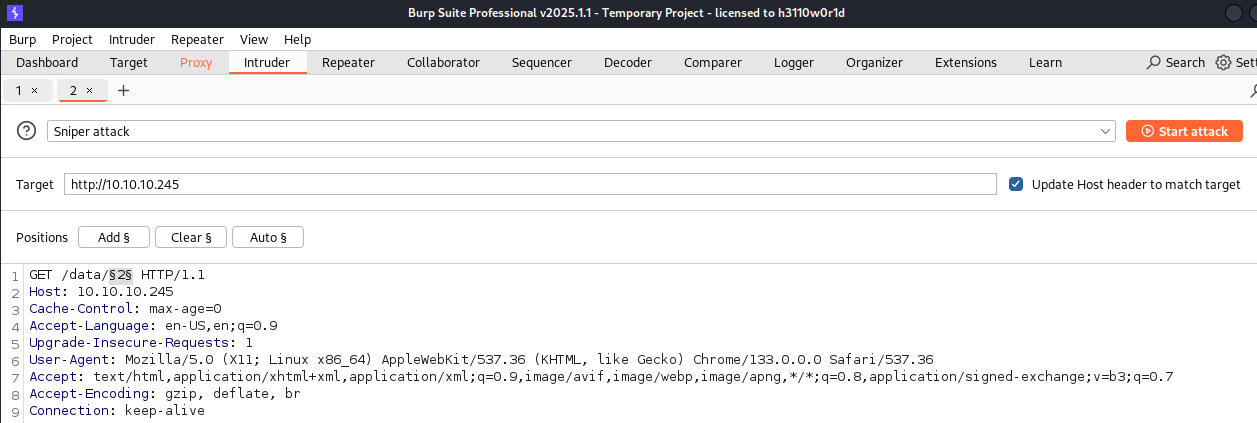 Burp Suite Professional v2025.1.1 - Temporary Project - licensed to h3110w0r1d
Burp Project Intruder Repeater View Help
Dashboard Target Proxy Intruder Repeater Collaborator Sequencer Decoder Comparer Logger Organizer Extensions Learn Search Sett
1 × 2 × +
? Sniper attack Start attack
Target http://10.10.10.245 Update Host header to match target
Positions Add § Clear § Auto §
1 GET /data/§2§ HTTP/1.1
2 Host: 10.10.10.245
3 Cache-Control: max-age=0
4 Accept-Language: en-US,en;q=0.9
5 Upgrade-Insecure-Requests: 1
6 User-Agent: Mozilla/5.0 (X11; Linux x86_64) AppleWebKit/537.36 (KHTML, like Gecko) Chrome/133.0.0.0 Safari/537.36
7 Accept: text/html,application/xhtml+xml,application/xml;q=0.9,image/avif,image/webp,image/apng,*/*;q=0.8,application/signed-exchange;v=b3;q=0.7
8 Accept-Encoding: gzip, deflate, br
9 Connection: keep-alive